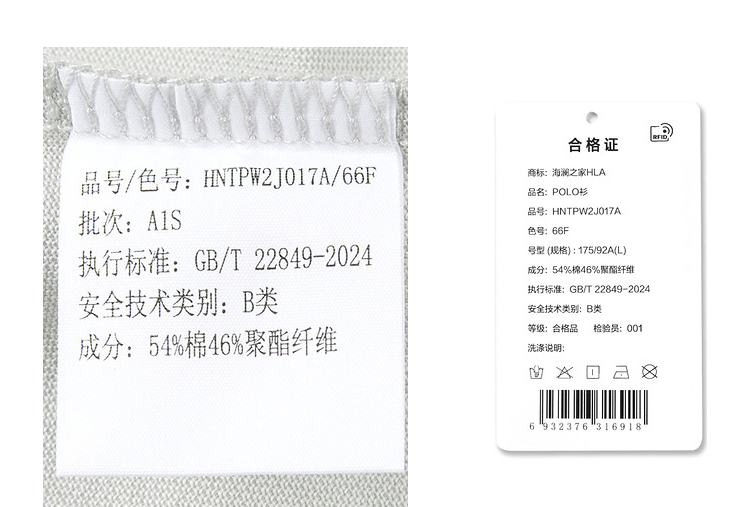 品号/色号: HNTPW2J017A/66F
批次: A1S
执行标准: GB/T 22849-2024
安全技术类别: B类
成分: 54%棉46%聚酯纤维
RFID
合格证
商标: 海澜之家HLA
品名: POLO衫
品号: HNTPW2J017A
色号: 66F
号型 (规格) : 175/92A(L)
成分: 54%棉46%聚酯纤维
执行标准: GB/T 22849-2024
安全技术类别: B类
等级: 合格品 检验员: 001
洗涤说明:
6 932376 316918